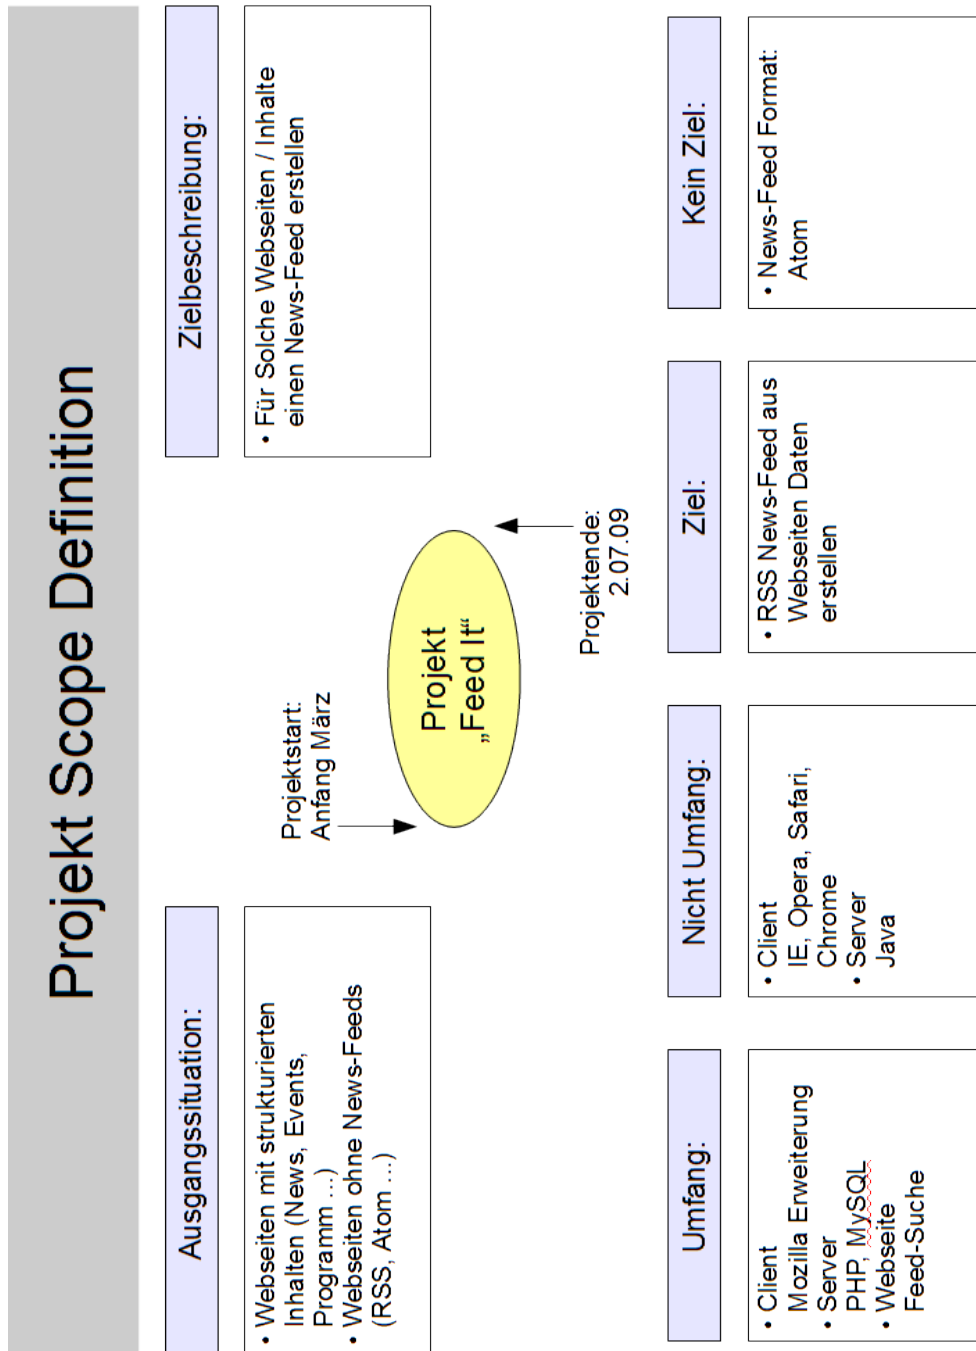 Projekt Scope Definition
Ausgangssituation:
• Webseiten mit strukturierten
Inhalten (News, Events,
Programm ...)
• Webseiten ohne News-Feeds
(RSS, Atom ...)
Projektstart:
Anfang März
Projekt
„Feed It“
Projektende:
2.07.09
Zielbeschreibung:
• Für Solche Webseiten / Inhalte
einen News-Feed erstellen
Umfang:
• Client
Mozilla Erweiterung
• Server
PHP, MySQL
• Webseite
Feed-Suche
Nicht Umfang:
• Client
IE, Opera, Safari,
Chrome
• Server
Java
Ziel:
• RSS News-Feed aus
Webseiten Daten
erstellen
Kein Ziel:
• News-Feed Format:
Atom